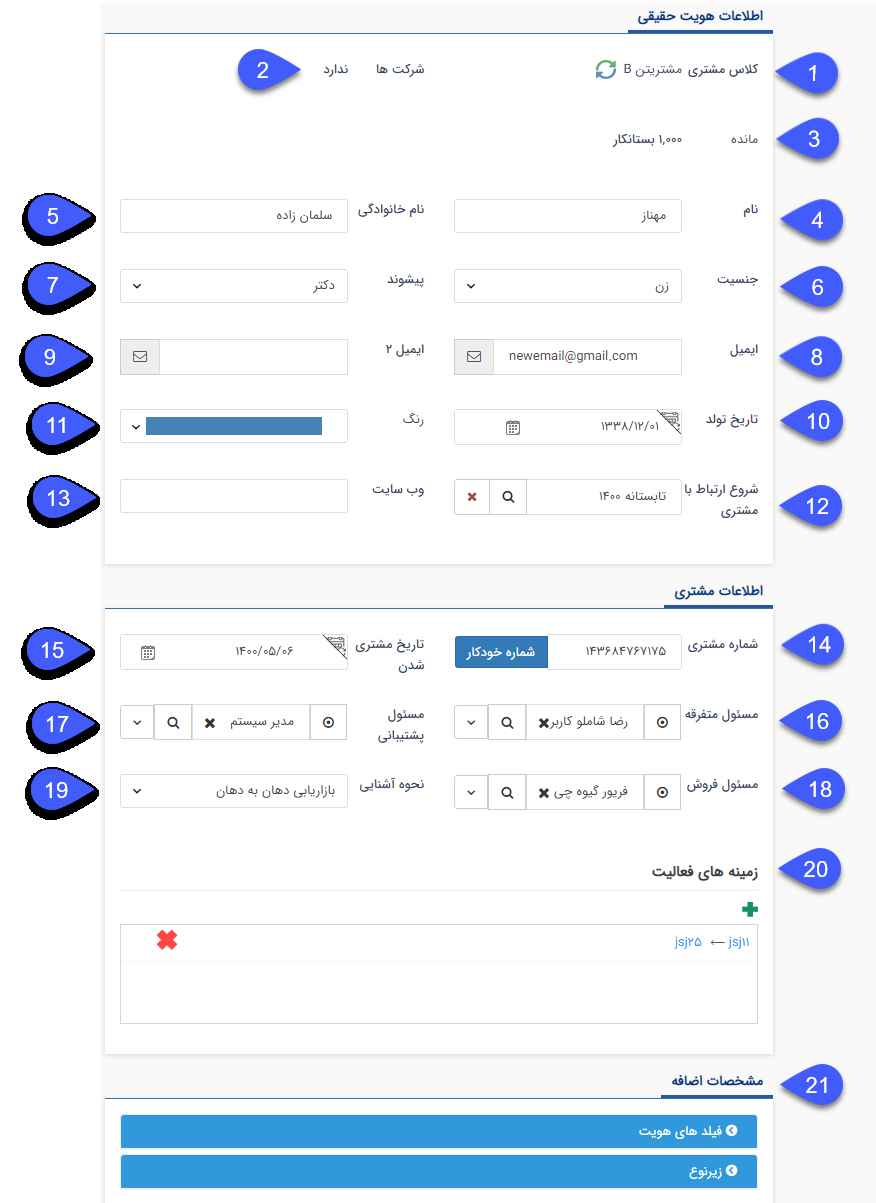 اطلاعات هویت حقیقی
1 کلاس مشتری مشتریتن B شرکت ها ندارد 2
3 مانده ۱,۰۰۰ بستانکار
4 نام مهناز نام خانوادگی سلمان زاده 5
6 جنسیت زن پیشوند دکتر 7
8 ایمیل newemail@gmail.com ایمیل ۲ 9
10 تاریخ تولد ۱۳۳۸/۱۲/۰۱ رنگ 11
12 شروع ارتباط با مشتری تابستانه ۱۴۰۰ وب سایت 13
اطلاعات مشتری
14 شماره مشتری ۱۴۳۶۸۴۷۶۷۱۷۵ شماره خودکار تاریخ مشتری شدن ۱۴۰۰/۰۵/۰۶ 15
16 مسئول متفرقه رضا شاملو کاربر مسئول پشتیبانی مدیر سیستم 17
18 مسئول فروش فریور گیوه چی نحوه آشنایی بازاریابی دهان به دهان 19
20 زمینه های فعالیت
jsj۱۱ ← jsj۲۵
21 مشخصات اضافه
فیلد های هویت
زیرنوع